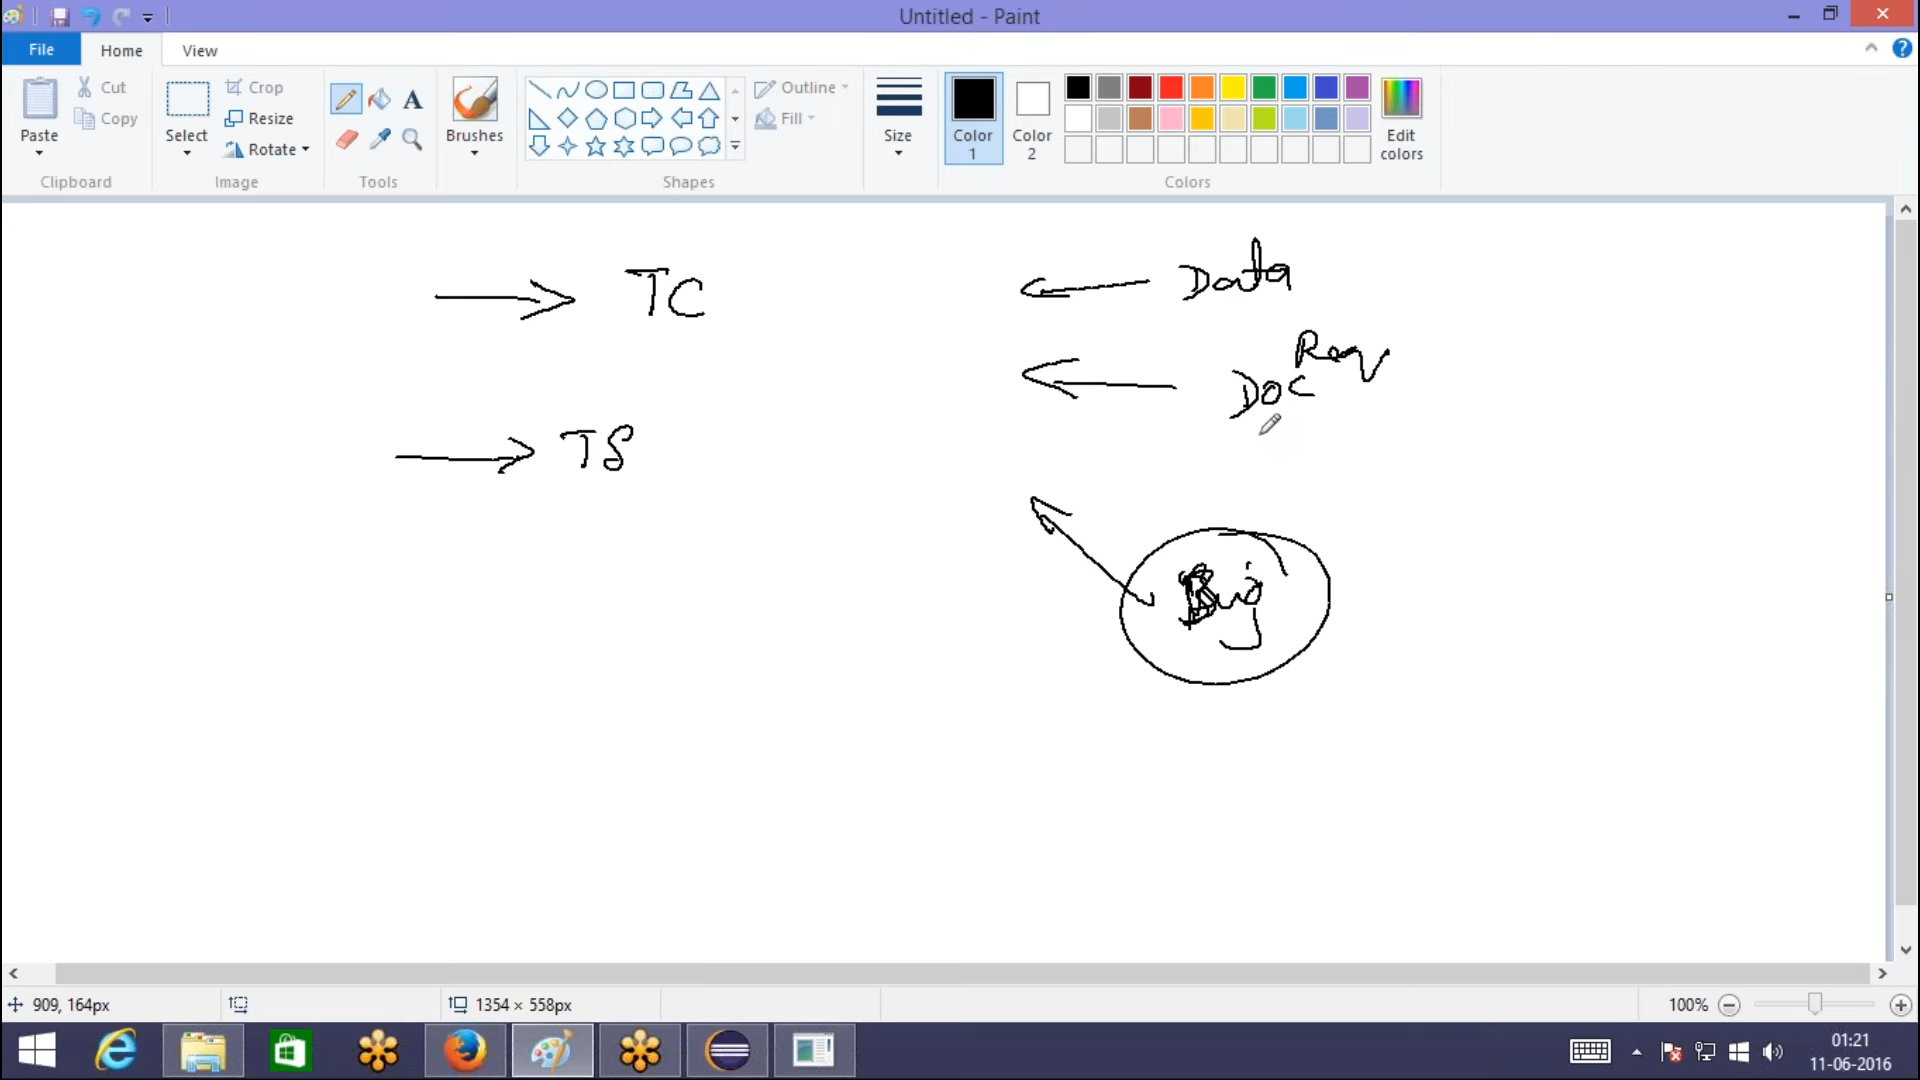 Untitled - Paint
File
Home
View
Paste
Cut
Copy
Clipboard
Select
Crop
Resize
Rotate
Image
A
Tools
Brushes
Shapes
Outline
Fill
Size
Color 1
Color 2
Edit colors
Colors
TC
Data
Req
DOC
TS
Bug
909, 164px
1354 × 558px
100%
01:21
11-06-2016